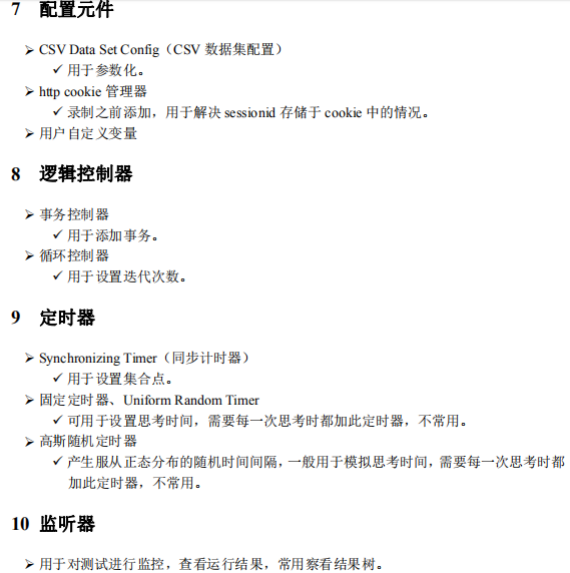 7 配置元件
➢ CSV Data Set Config（CSV 数据集配置）
✓ 用于参数化。
➢ http cookie 管理器
✓ 录制之前添加，用于解决 sessionid 存储于 cookie 中的情况。
➢ 用户自定义变量
8 逻辑控制器
➢ 事务控制器
✓ 用于添加事务。
➢ 循环控制器
✓ 用于设置迭代次数。
9 定时器
➢ Synchronizing Timer（同步计时器）
✓ 用于设置集合点。
➢ 固定定时器、Uniform Random Timer
✓ 可用于设置思考时间，需要每一次思考时都加此定时器，不常用。
➢ 高斯随机定时器
✓ 产生服从正态分布的随机时间间隔，一般用于模拟思考时间，需要每一次思考时都
加此定时器，不常用。
10 监听器
➢ 用于对测试进行监控，查看运行结果，常用察看结果树。